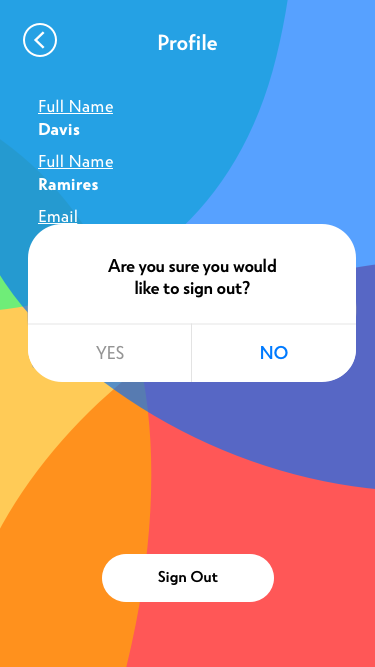 Profile
Full Name
Davis
Full Name
Ramires
Email
Are you sure you would
like to sign out?
YES
NO
Sign Out